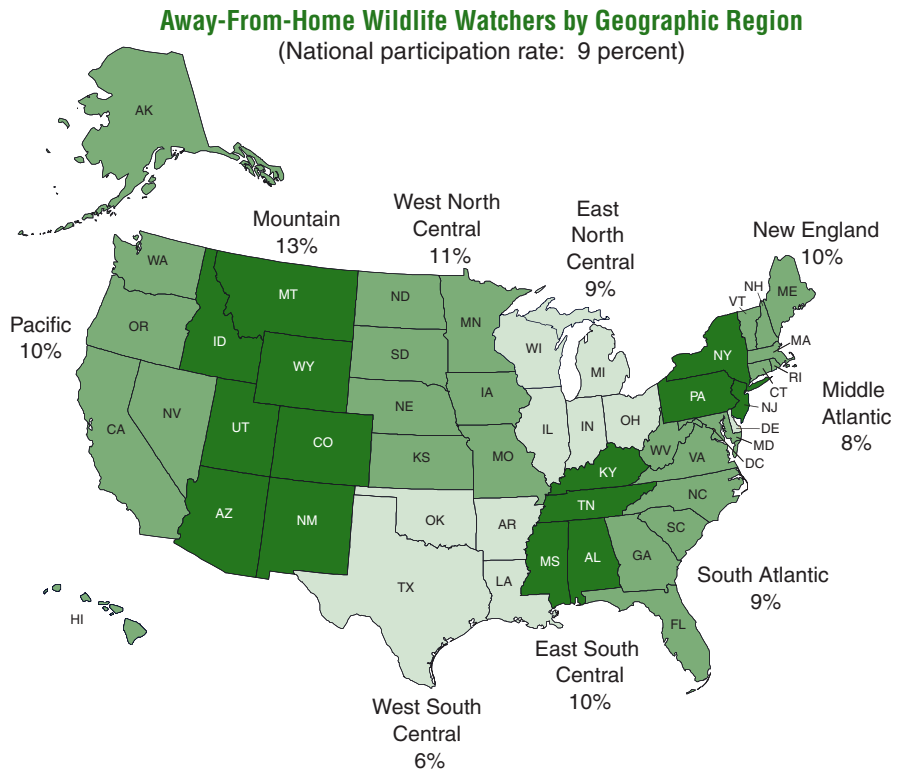 Away-From-Home Wildlife Watchers by Geographic Region
(National participation rate: 9 percent)
AK
Mountain
13%
West North
Central
11%
East
North
Central
9%
New England
10%
Pacific
10%
Middle
Atlantic
8%
WA
OR
CA
NV
ID
MT
WY
UT
CO
AZ
NM
ND
SD
NE
KS
MN
IA
MO
WI
MI
IL
IN
OH
OK
AR
TX
LA
KY
TN
MS
AL
NY
PA
VT
NH
ME
MA
RI
CT
NJ
DE
MD
DC
WV
VA
NC
SC
GA
FL
HI
South Atlantic
9%
East South
Central
10%
West South
Central
6%